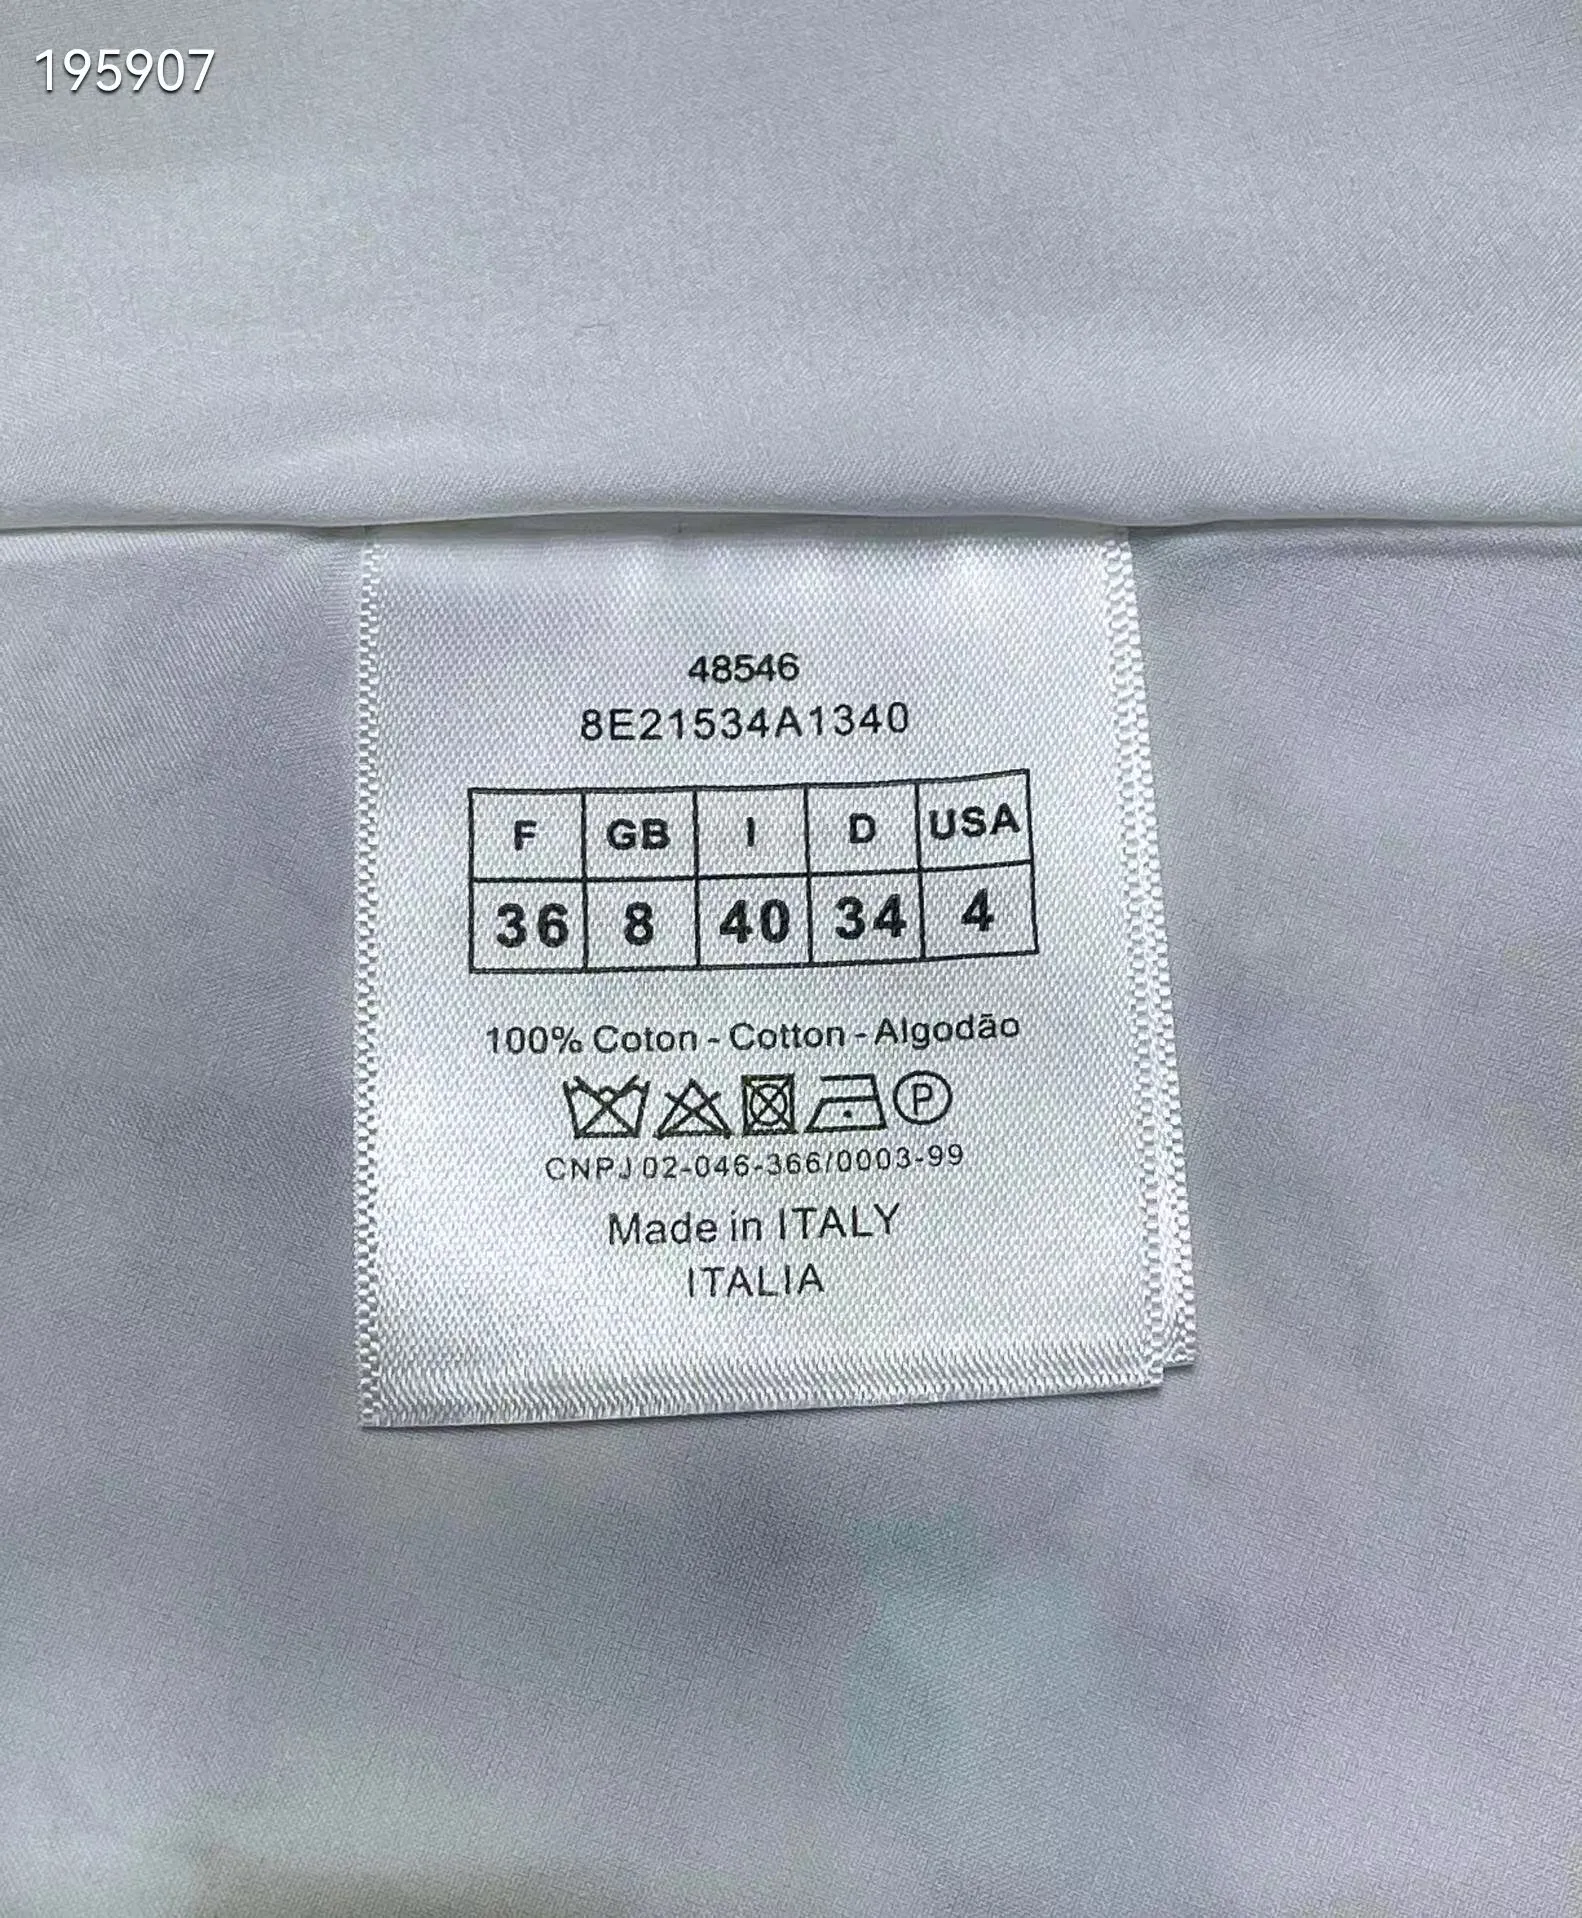 195907
48546
8E21534A1340
F GB I D USA
36 8 40 34 4
100% Coton - Cotton - Algodão
P
CNPJ 02-046-366/0003-99
Made in ITALY
ITALIA